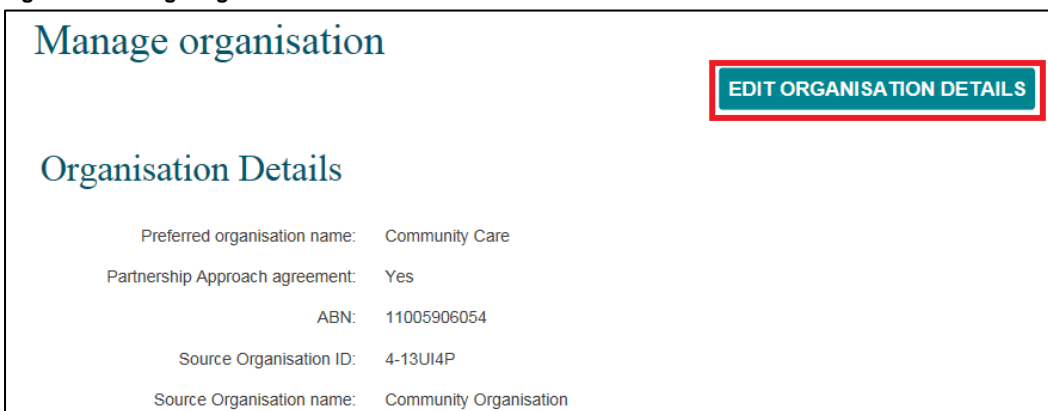 Manage organisation
EDIT ORGANISATION DETAILS
Organisation Details
Preferred organisation name: Community Care
Partnership Approach agreement: Yes
ABN: 11005906054
Source Organisation ID: 4-13UI4P
Source Organisation name: Community Organisation